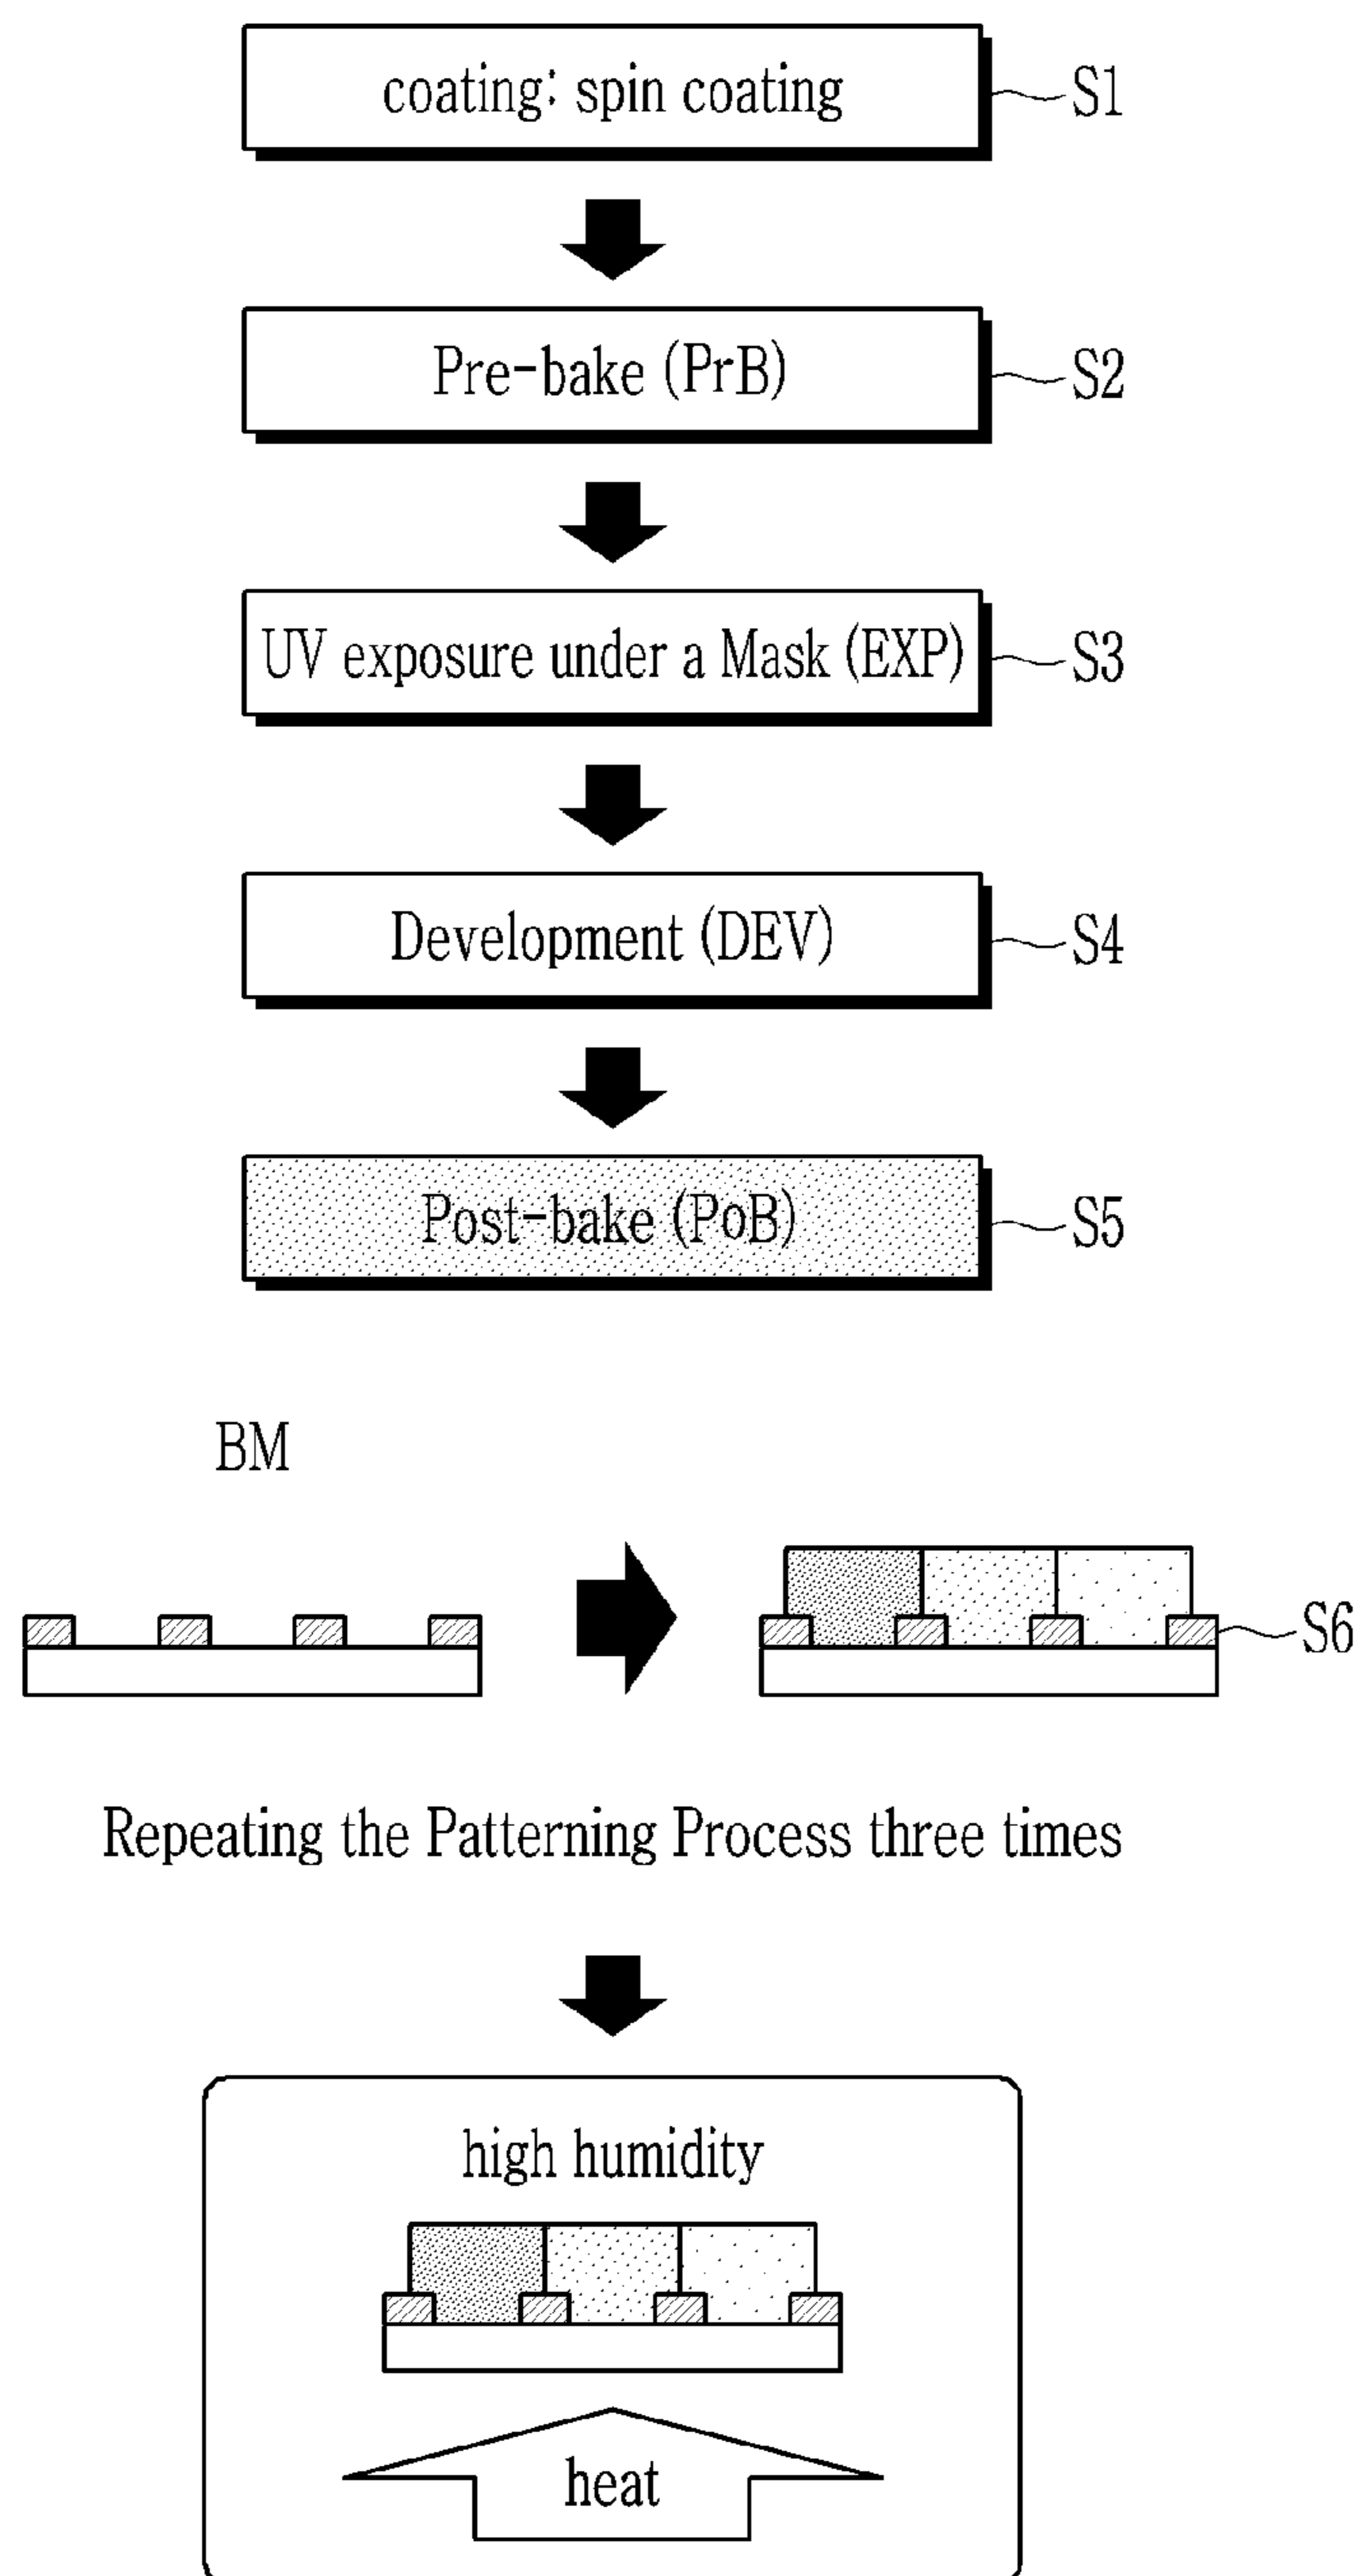 coating: spin coating
S1
Pre-bake (PrB)
S2
UV exposure under a Mask (EXP)
S3
Development (DEV)
S4
Post-bake (PoB)
S5
BM
S6
Repeating the Patterning Process three times
high humidity
heat